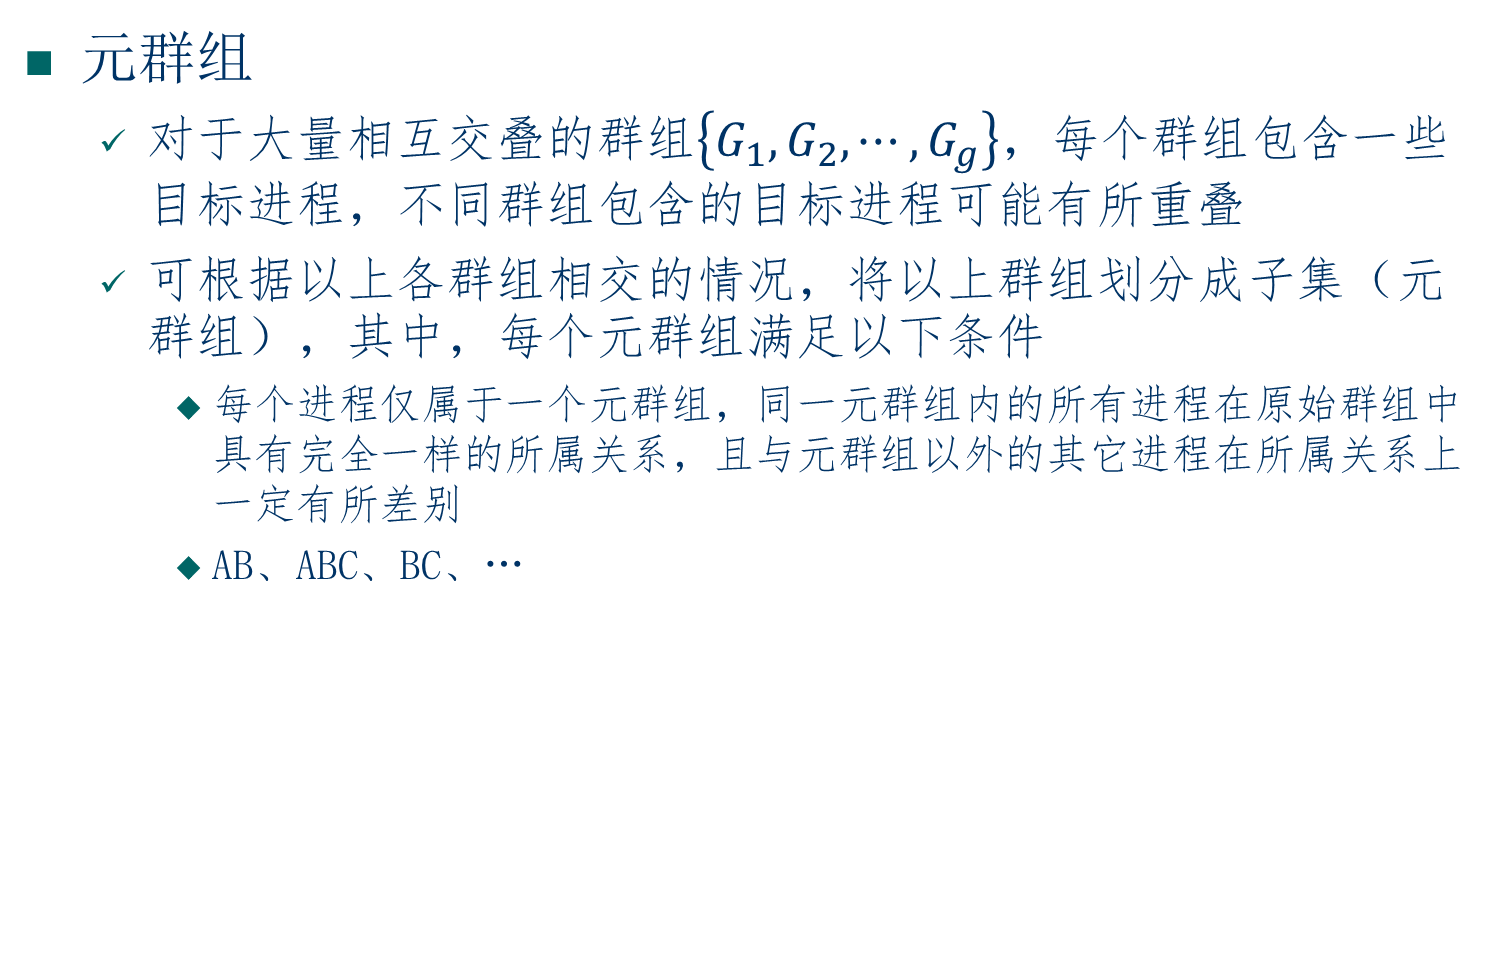 元群组
对于大量相互交叠的群组{G₁,G₂,⋯,G_g}，每个群组包含一些
目标进程，不同群组包含的目标进程可能有所重叠
可根据以上各群组相交的情况，将以上群组划分成子集（元
群组），其中，每个元群组满足以下条件
每个进程仅属于一个元群组，同一元群组内的所有进程在原始群组中
具有完全一样的所属关系，且与元群组以外的其它进程在所属关系上
一定有所差别
AB、ABC、BC、…